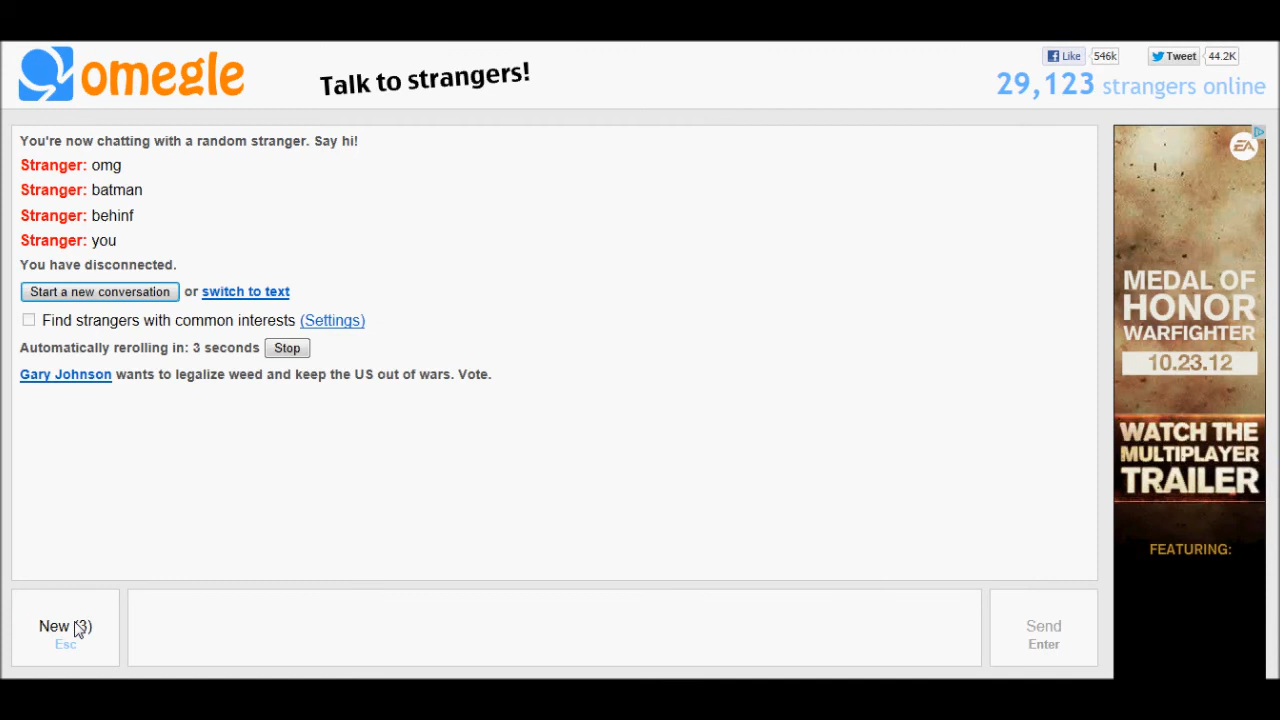 omegle
Talk to strangers!
Like 546k Tweet 44.2K
29,123 strangers online
You're now chatting with a random stranger. Say hi!
Stranger: omg
Stranger: batman
Stranger: behinf
Stranger: you
You have disconnected.
Start a new conversation or switch to text
Find strangers with common interests (Settings)
Automatically rerolling in: 3 seconds Stop
Gary Johnson wants to legalize weed and keep the US out of wars. Vote.
EA
MEDAL OF
HONOR
WARFIGHTER
10.23.12
WATCH THE
MULTIPLAYER
TRAILER
FEATURING:
New (3)
Esc
Send
Enter